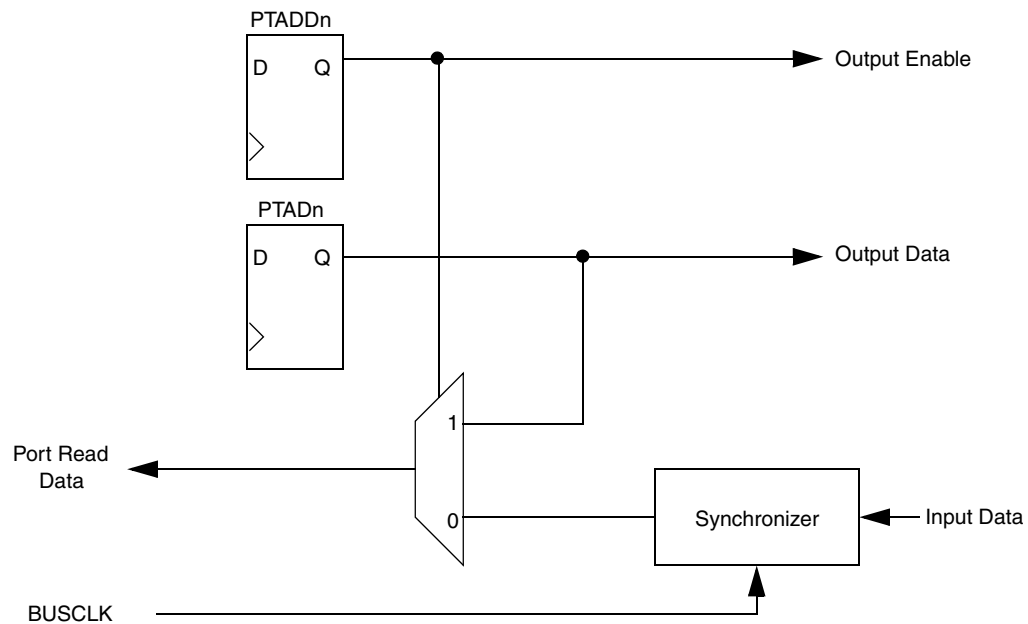 PTADDn
D Q
Output Enable
PTADn
D Q
Output Data
1
Port Read
Data
0
Synchronizer
Input Data
BUSCLK